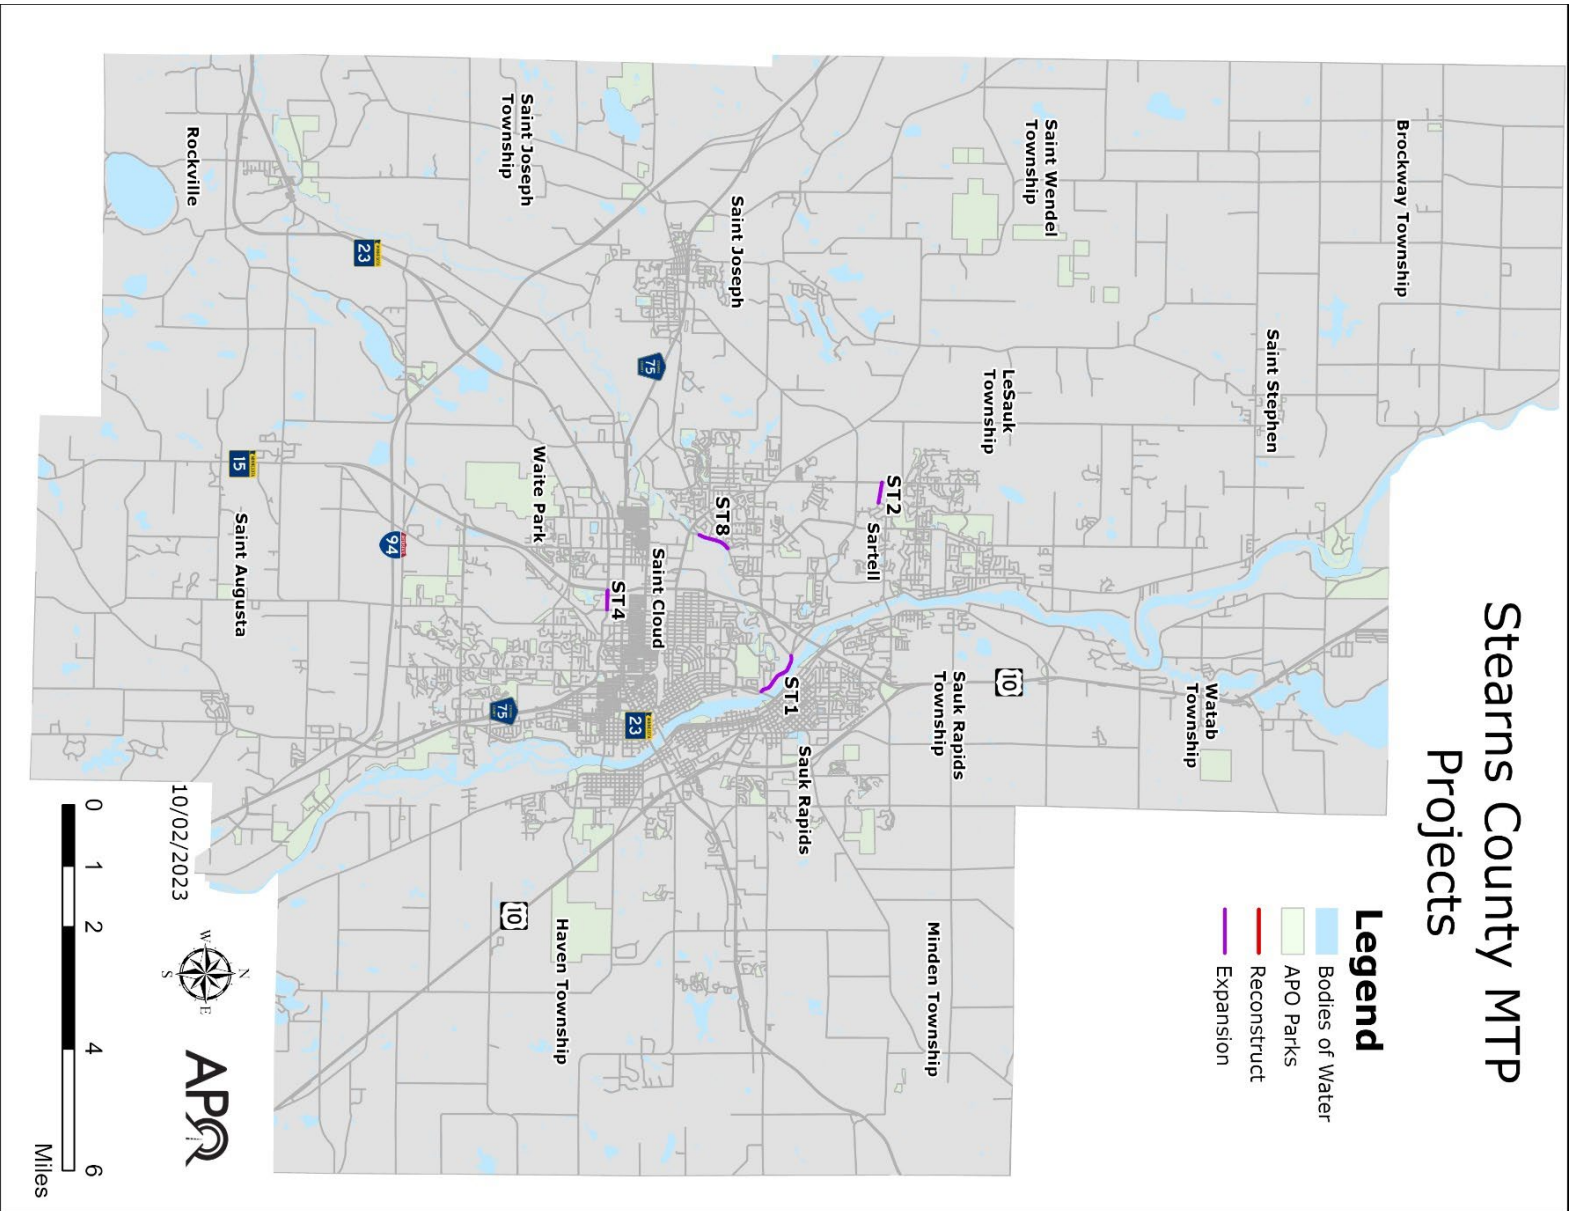 Stearns County MTP
Projects
Legend
Bodies of Water
APO Parks
Reconstruct
Expansion
Brockway Township
Saint Stephen
Saint Wendel
Township
LeSauk
Township
Watab
Township
10
Sauk Rapids
Township
Minden Township
ST2
Sartell
ST1
Sauk Rapids
Saint Joseph
ST8
75
Saint Cloud
ST4
23
Saint Joseph
Township
Waite Park
75
Haven Township
10
23
94
Rockville
15
Saint Augusta
10/02/2023
N
W
E
S
APO
0
1
2
4
6
Miles